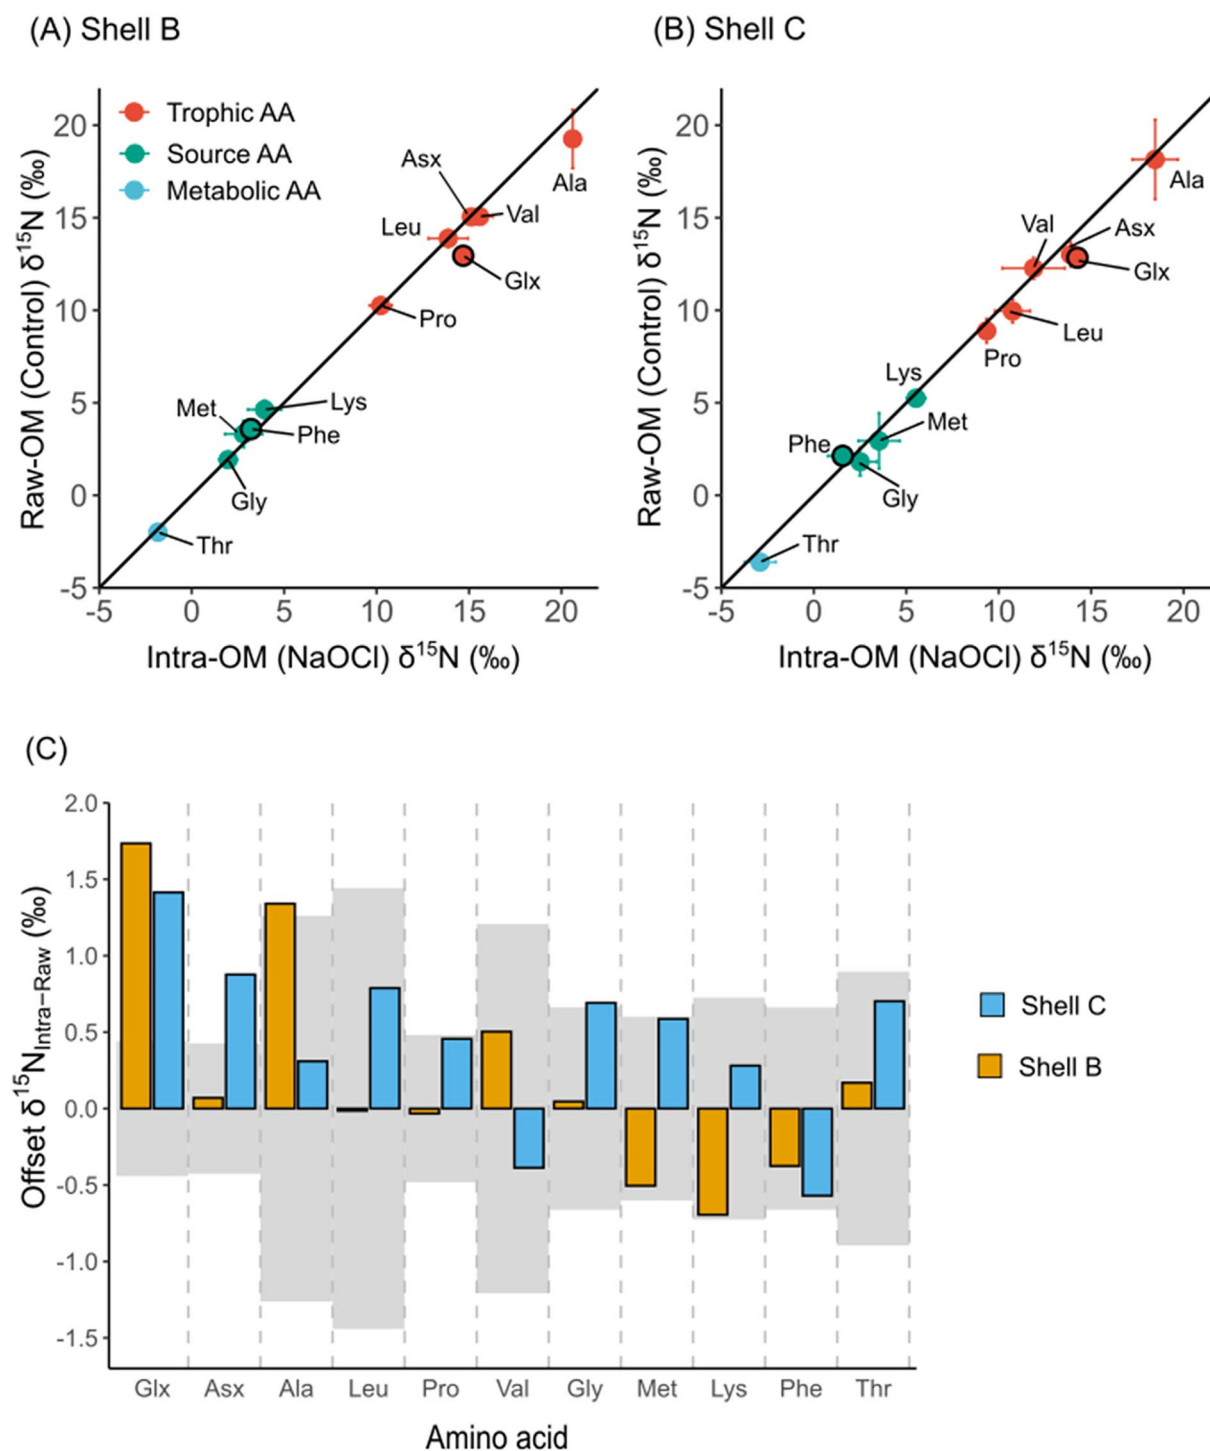 (A) Shell B
Trophic AA
Source AA
Metabolic AA
Raw-OM (Control) δ¹⁵N (‰)
20
15
10
5
0
-5
Asx
Val
Ala
Leu
Glx
Pro
Met
Lys
Phe
Gly
Thr
-5 0 5 10 15 20
Intra-OM (NaOCl) δ¹⁵N (‰)
(B) Shell C
Raw-OM (Control) δ¹⁵N (‰)
20
15
10
5
0
-5
Ala
Val
Asx
Glx
Leu
Pro
Lys
Met
Phe
Gly
Thr
-5 0 5 10 15 20
Intra-OM (NaOCl) δ¹⁵N (‰)
(C)
Offset δ¹⁵N Intra−Raw (‰)
2.0
1.5
1.0
0.5
0.0
-0.5
-1.0
-1.5
Shell C
Shell B
Glx Asx Ala Leu Pro Val Gly Met Lys Phe Thr
Amino acid